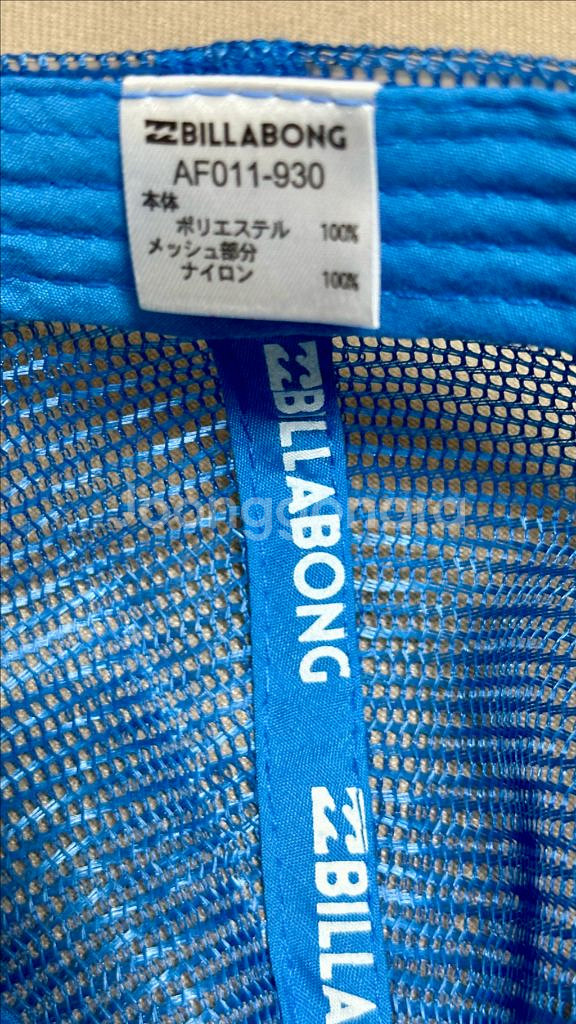 BILLABONG
AF011-930
本体
ポリエステル 100%
メッシュ部分
ナイロン 100%
BILLABONG
BILLA